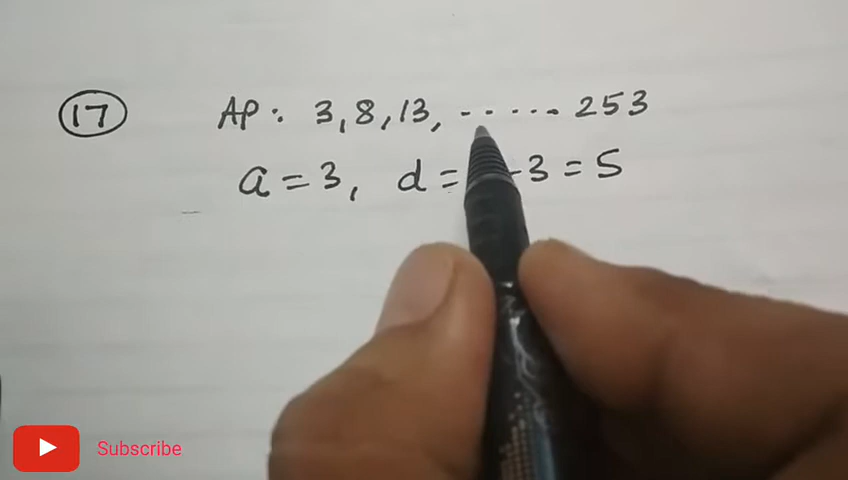 17 AP: 3, 8, 13, ...... 253
a = 3, d = - 3 = 5
Subscribe